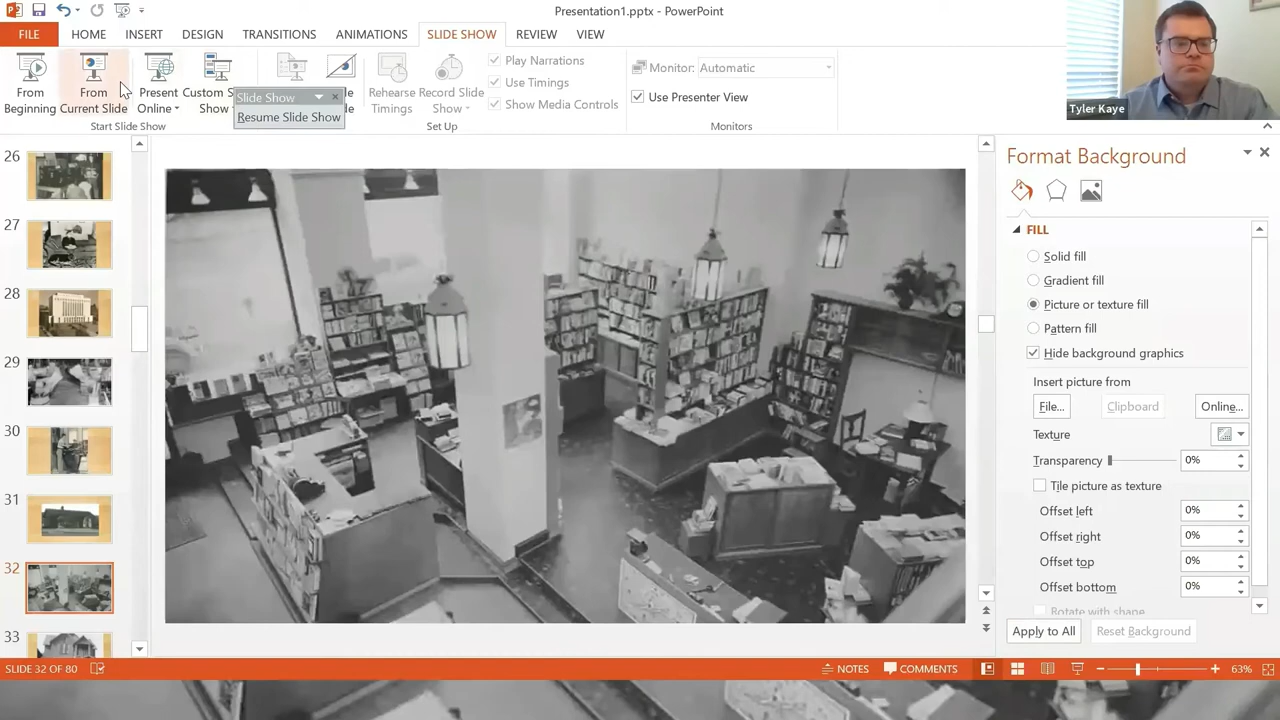 Presentation1.pptx - PowerPoint
FILE HOME INSERT DESIGN TRANSITIONS ANIMATIONS SLIDE SHOW REVIEW VIEW
From Beginning
From Current Slide
Present Online
Custom S
Show
Slide Show
Resume Slide Show
Start Slide Show
Timings
Record Slide Show
Play Narrations
Use Timings
Show Media Controls
Set Up
Monitor: Automatic
Use Presenter View
Monitors
Tyler Kaye
26
27
28
29
30
31
32
33
Format Background
FILL
Solid fill
Gradient fill
Picture or texture fill
Pattern fill
Hide background graphics
Insert picture from
File... Clipboard Online...
Texture
Transparency 0%
Tile picture as texture
Offset left 0%
Offset right 0%
Offset top 0%
Offset bottom 0%
Rotate with shape
Apply to All Reset Background
SLIDE 32 OF 80 NOTES COMMENTS 63%